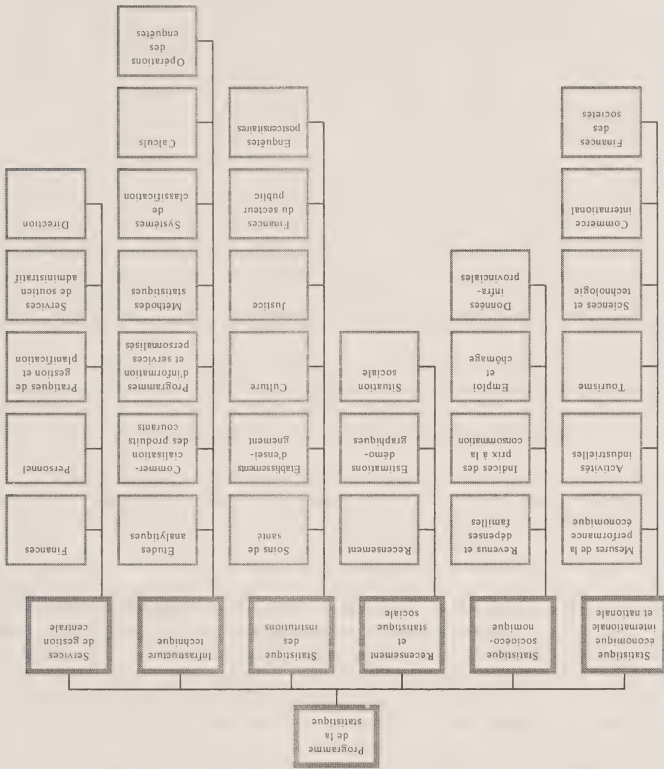 Programme
de la
statistique
Statistique
économique
internationale
et nationale
Mesures de la
performance
économique
Activités
industrielles
Tourisme
Sciences et
technologie
Commerce
international
Finances
des
sociétés
Statistique
socioéco-
nomique
Revenus et
dépenses
familles
Indices des
prix à la
consommation
Emploi
et
chômage
Données
infra-
provinciales
Recensement
et
statistique
sociale
Recensement
Estimations
démo-
graphiques
Situation
sociale
Statistique
des
institutions
Soins de
santé
Établissements
d'ensei-
gnement
Culture
Justice
Finances
du secteur
public
Enquêtes
postcensitaires
Infrastructure
technique
Etudes
analytiques
Commer-
cialisation
des produits
courants
Programmes
d'information
et services
personnalisés
Méthodes
statistiques
Systèmes
de
classification
Calculs
Opérations
des
enquêtes
Services
de gestion
centrale
Finances
Personnel
Pratiques de
gestion et
planification
Services
de soutien
administratif
Direction